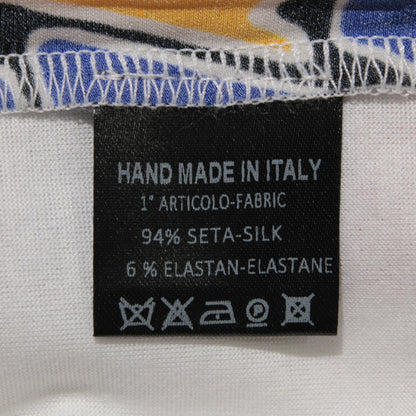 HAND MADE IN ITALY
1° ARTICOLO-FABRIC
94% SETA-SILK
6 % ELASTAN-ELASTANE
P